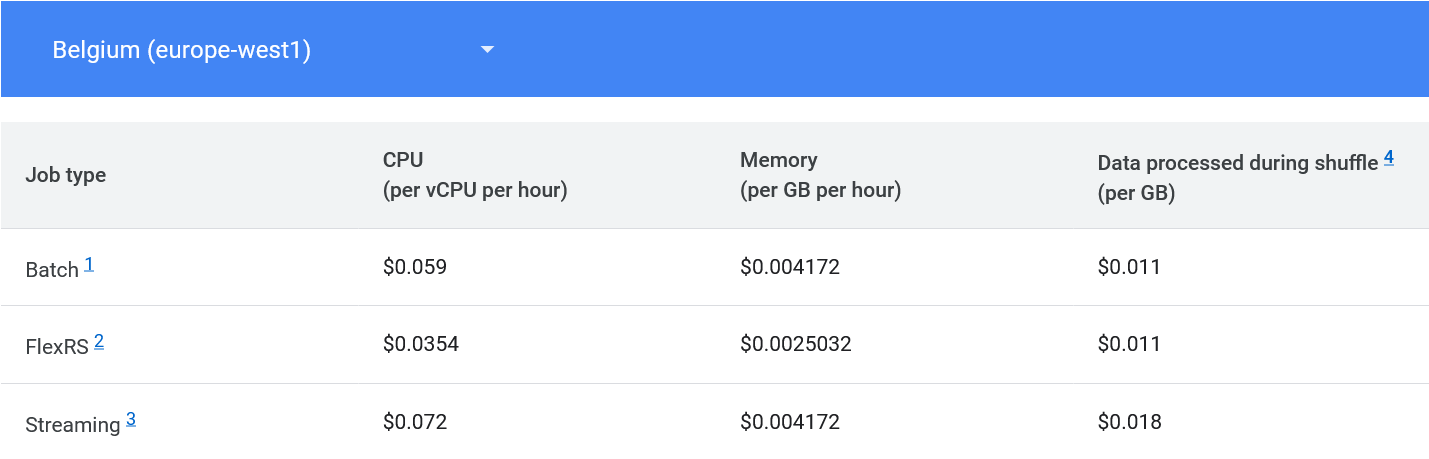 Belgium (europe-west1)
Job type
CPU
(per vCPU per hour)
Memory
(per GB per hour)
Data processed during shuffle 4
(per GB)
Batch 1
$0.059
$0.004172
$0.011
FlexRS 2
$0.0354
$0.0025032
$0.011
Streaming 3
$0.072
$0.004172
$0.018